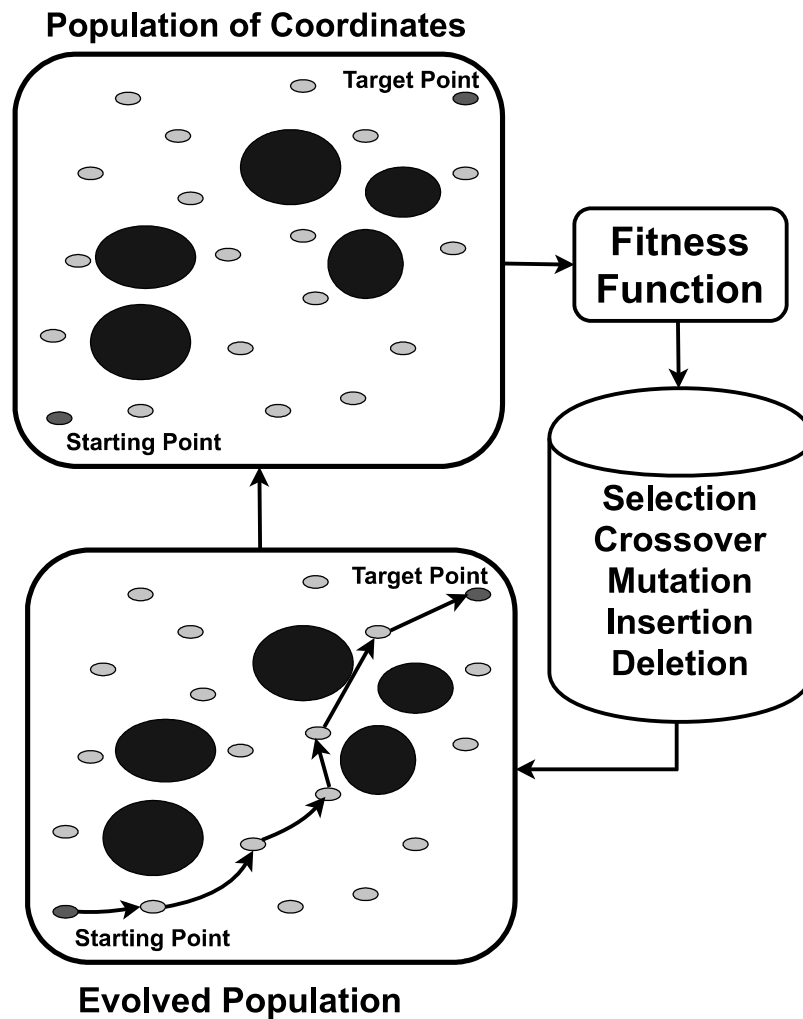 Population of Coordinates
Target Point
Starting Point
Fitness
Function
Selection
Crossover
Mutation
Insertion
Deletion
Target Point
Starting Point
Evolved Population